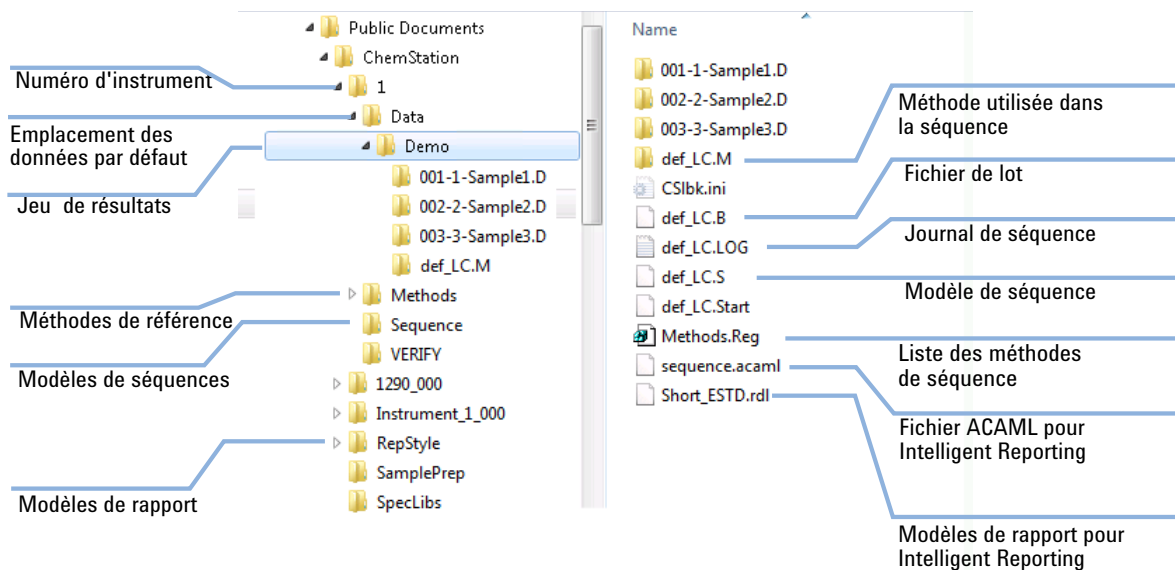 Numéro d'instrument
Emplacement des
données par défaut
Jeu de résultats
Méthodes de référence
Modèles de séquences
Modèles de rapport
Public Documents
ChemStation
1
Data
Demo
001-1-Sample1.D
002-2-Sample2.D
003-3-Sample3.D
def_LC.M
Methods
Sequence
VERIFY
1290_000
Instrument_1_000
RepStyle
SamplePrep
SpecLibs
Name
001-1-Sample1.D
002-2-Sample2.D
003-3-Sample3.D
def_LC.M
CSlbk.ini
def_LC.B
def_LC.LOG
def_LC.S
def_LC.Start
Methods.Reg
sequence.acaml
Short_ESTD.rdl
Méthode utilisée dans
la séquence
Fichier de lot
Journal de séquence
Modèle de séquence
Liste des méthodes
de séquence
Fichier ACAML pour
Intelligent Reporting
Modèles de rapport pour
Intelligent Reporting